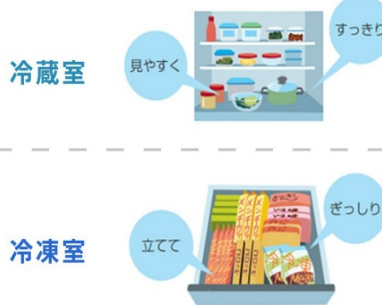 すっきり
冷蔵室
見やすく
ぎっしり
冷凍室
立てて